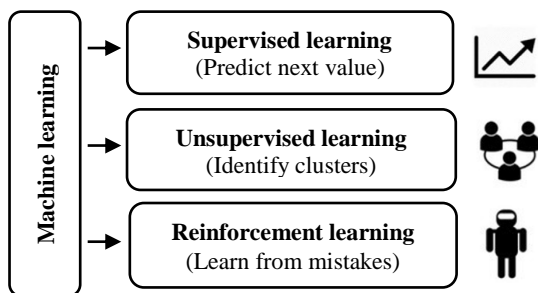 Machine learning
Supervised learning
(Predict next value)
Unsupervised learning
(Identify clusters)
Reinforcement learning
(Learn from mistakes)